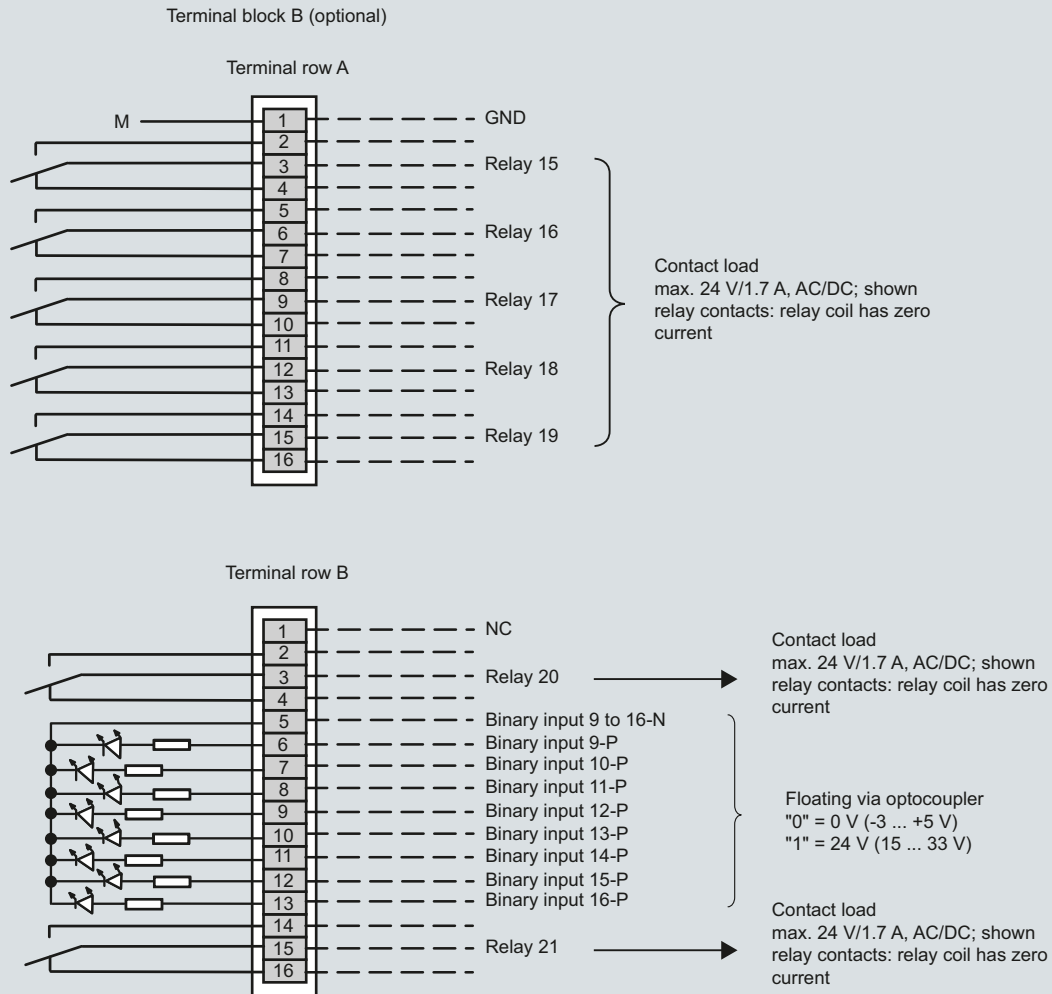 Terminal block B (optional)
Terminal row A
M
1
GND
2
3
Relay 15
4
5
6
Relay 16
7
8
9
Relay 17
10
11
12
Relay 18
13
14
15
Relay 19
16
Contact load
max. 24 V/1.7 A, AC/DC; shown
relay contacts: relay coil has zero
current
Terminal row B
1
NC
2
3
Relay 20
4
Contact load
max. 24 V/1.7 A, AC/DC; shown
relay contacts: relay coil has zero
current
5
Binary input 9 to 16-N
6
Binary input 9-P
7
Binary input 10-P
8
Binary input 11-P
9
Binary input 12-P
10
Binary input 13-P
11
Binary input 14-P
12
Binary input 15-P
13
Binary input 16-P
Floating via optocoupler
"0" = 0 V (-3 ... +5 V)
"1" = 24 V (15 ... 33 V)
14
15
Relay 21
16
Contact load
max. 24 V/1.7 A, AC/DC; shown
relay contacts: relay coil has zero
current